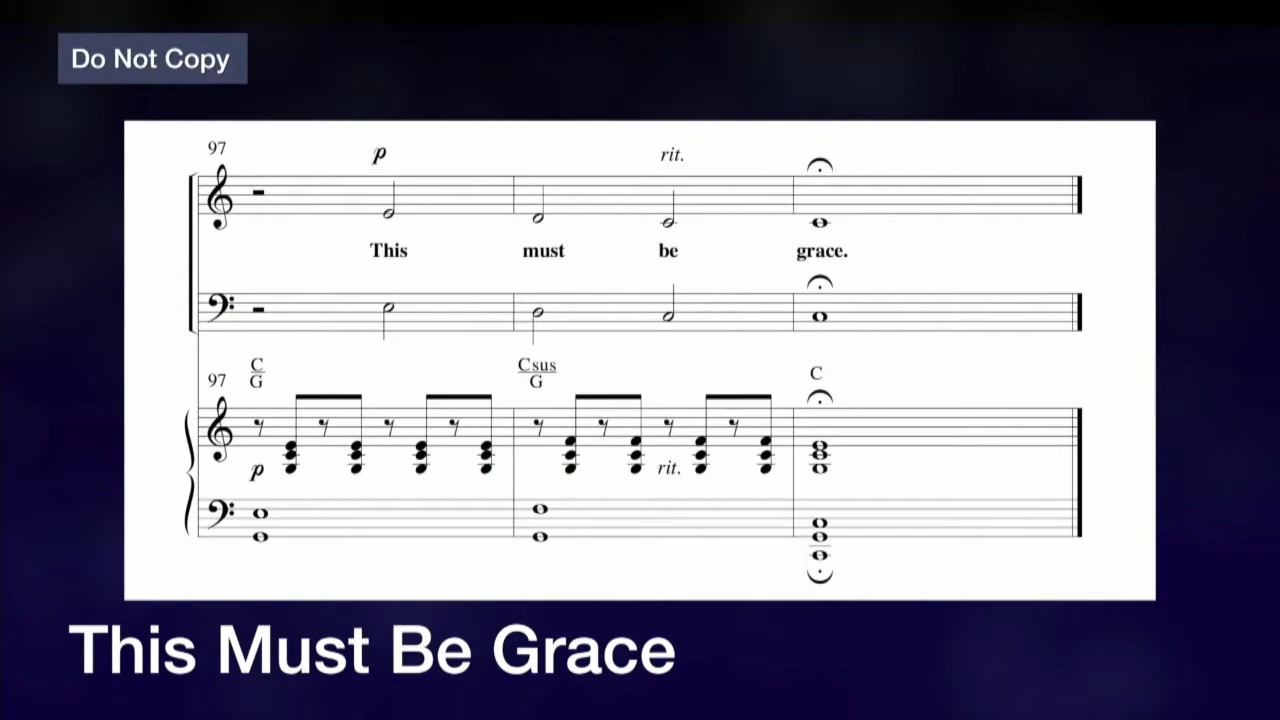 Do Not Copy
97
p
rit.
This must be grace.
C
G
Csus
G
C
97
p
rit.
This Must Be Grace